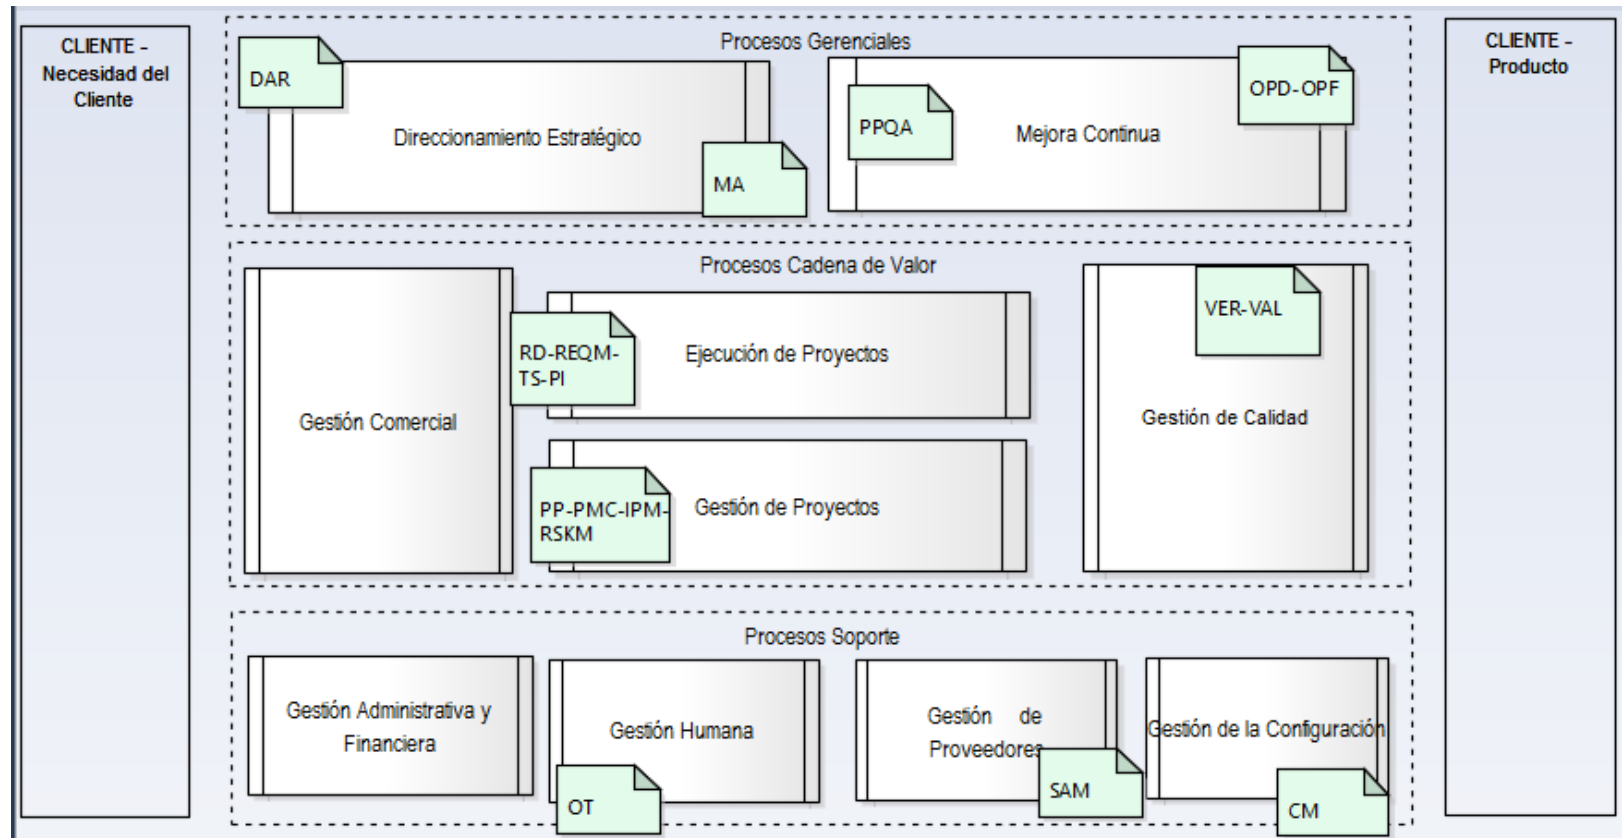 CLIENTE -
Necesidad del
Cliente
Procesos Gerenciales
DAR
Direccionamiento Estratégico
MA
PPQA
Mejora Continua
OPD-OPF
CLIENTE -
Producto
Procesos Cadena de Valor
Gestión Comercial
RD-REQM-
TS-PI
Ejecución de Proyectos
PP-PMC-IPM-
RSKM
Gestión de Proyectos
VER-VAL
Gestión de Calidad
Procesos Soporte
Gestión Administrativa y
Financiera
Gestión Humana
OT
Gestión de
Proveedores
SAM
Gestión de la Configuración
CM